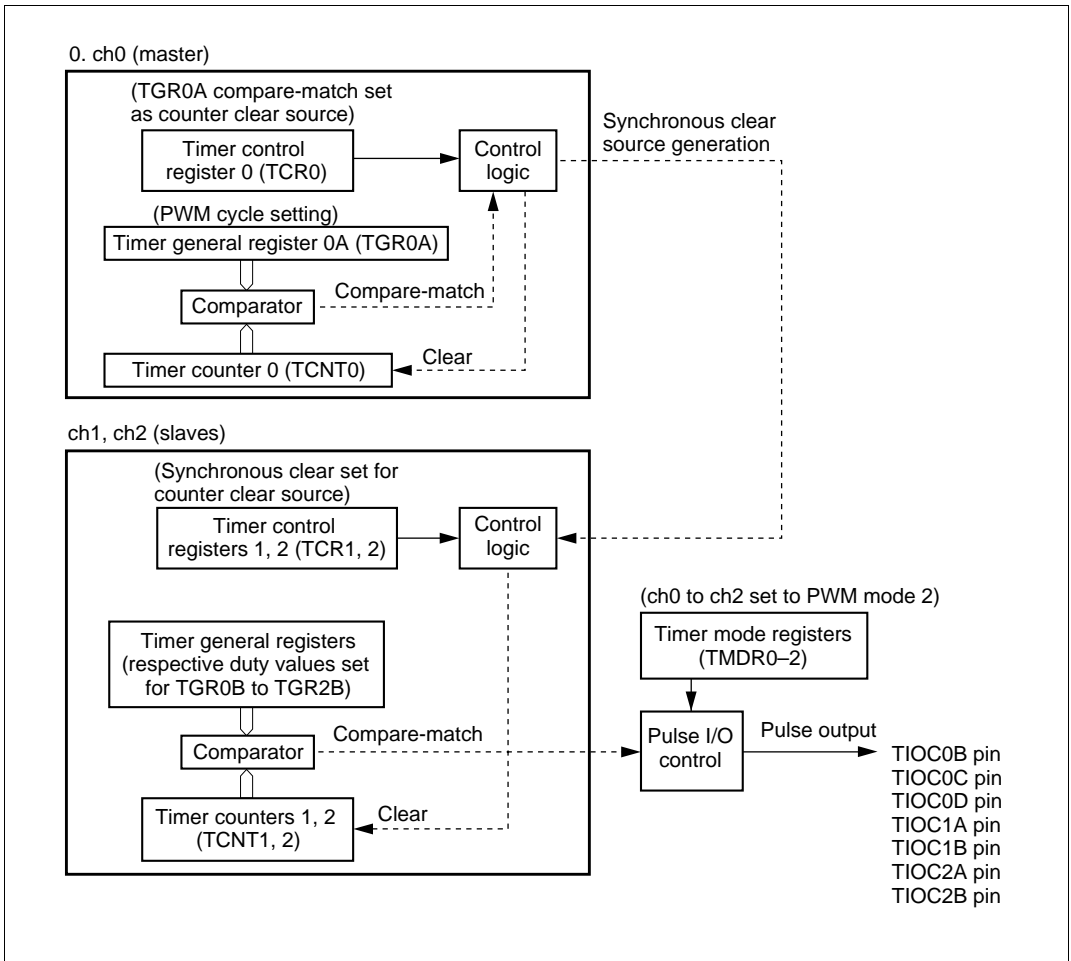 0. ch0 (master)
(TGR0A compare-match set
as counter clear source)
Timer control
register 0 (TCR0)
Control
logic
Synchronous clear
source generation
(PWM cycle setting)
Timer general register 0A (TGR0A)
Comparator
Compare-match
Clear
Timer counter 0 (TCNT0)
ch1, ch2 (slaves)
(Synchronous clear set for
counter clear source)
Timer control
registers 1, 2 (TCR1, 2)
Control
logic
(ch0 to ch2 set to PWM mode 2)
Timer mode registers
(TMDR0–2)
Timer general registers
(respective duty values set
for TGR0B to TGR2B)
Comparator
Compare-match
Pulse I/O
control
Pulse output
Timer counters 1, 2
(TCNT1, 2)
Clear
TIOC0B pin
TIOC0C pin
TIOC0D pin
TIOC1A pin
TIOC1B pin
TIOC2A pin
TIOC2B pin